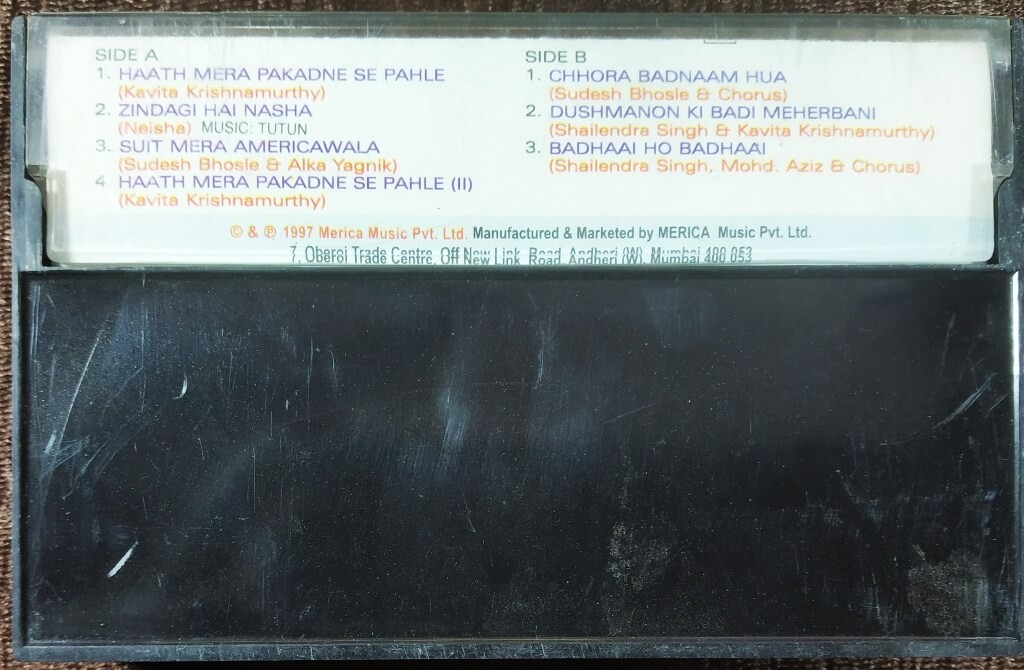 SIDE A
1. HAATH MERA PAKADNE SE PAHLE
(Kavita Krishnamurthy)
2. ZINDAGI HAI NASHA
(Neisha) MUSIC: TUTUN
3. SUIT MERA AMERICAWALA
(Sudesh Bhosle & Alka Yagnik)
4. HAATH MERA PAKADNE SE PAHLE (II)
(Kavita Krishnamurthy)
SIDE B
1. CHHORA BADNAAM HUA
(Sudesh Bhosle & Chorus)
2. DUSHMANON KI BADI MEHERBANI
(Shailendra Singh & Kavita Krishnamurthy)
3. BADHAAI HO BADHAAI
(Shailendra Singh, Mohd. Aziz & Chorus)
© & ℗ 1997 Merica Music Pvt. Ltd. Manufactured & Marketed by MERICA Music Pvt. Ltd.
7, Oberoi Trade Centre, Off New Link Road, Andheri (W), Mumbai 400 053